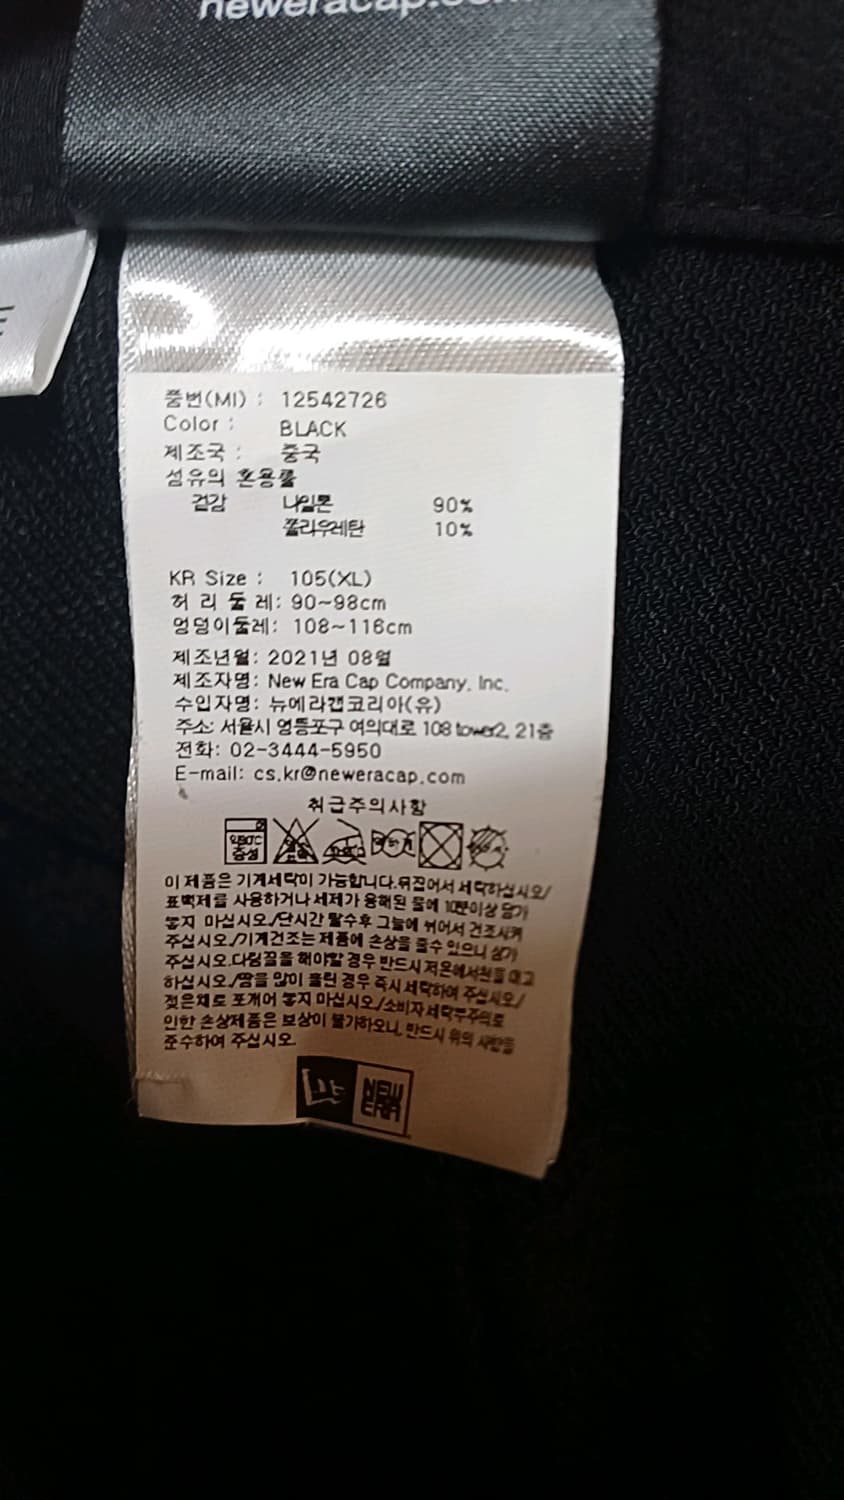 neweracap.com
품번(MI) : 12542726
Color : BLACK
제조국 : 중국
섬유의 혼용률
겉감 나일론 90%
폴리우레탄 10%
KR Size : 105(XL)
허 리 둘 레: 90~98cm
엉덩이둘레: 108~116cm
제조년월: 2021년 08월
제조자명: New Era Cap Company, Inc.
수입자명: 뉴에라캡코리아(유)
주소: 서울시 영등포구 여의대로 108 tower2, 21층
전화: 02-3444-5950
E-mail: cs.kr@neweracap.com
취급주의사항
중성
이 제품은 기계세탁이 가능합니다.뒤집어서 세탁하십시오/
표백제를 사용하거나 세제가 용해된 물에 10분이상 담가
놓지 마십시오./단시간 탈수후 그늘에 뉘어서 건조시켜
주십시오./기계건조는 제품에 손상을 줄수 있으니 삼가
주십시오.다림질을 해야할 경우 반드시 저온에서천을 대고
하십시오./땀을 많이 흘린 경우 즉시 세탁하여 주십시오./
젖은채로 포개어 놓지 마십시오./소비자 세탁부주의로
인한 손상제품은 보상이 불가하오니, 반드시 위의 사항을
준수하여 주십시오.
NEW
ERA